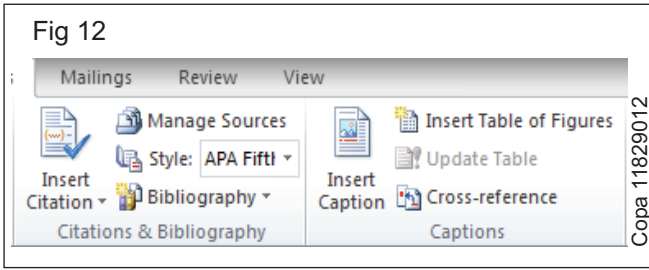 Fig 12
Mailings Review View
Insert Citation
Manage Sources
Style: APA Fiftl
Bibliography
Citations & Bibliography
Insert Caption
Insert Table of Figures
Update Table
Cross-reference
Captions
Copa 11829012